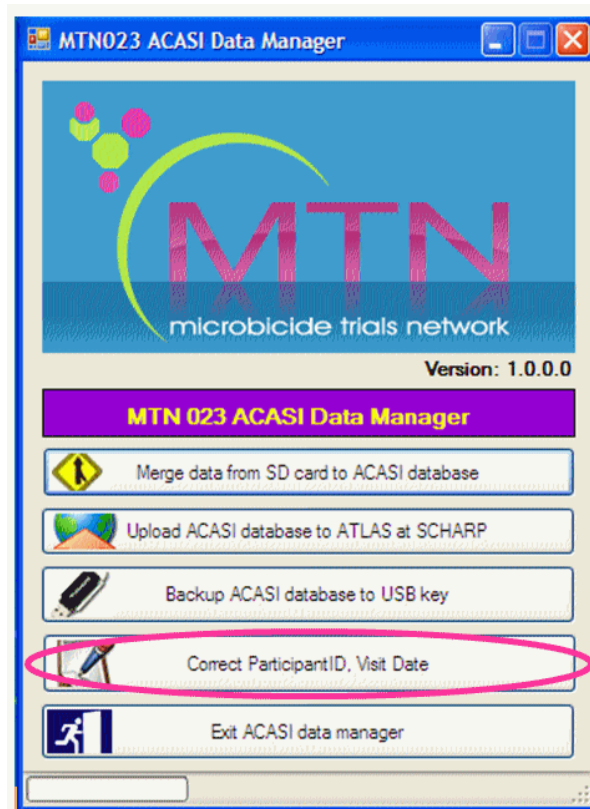 MTN023 ACASI Data Manager
MTN
microbicide trials network
Version: 1.0.0.0
MTN 023 ACASI Data Manager
Merge data from SD card to ACASI database
Upload ACASI database to ATLAS at SCHARP
Backup ACASI database to USB key
Correct ParticipantID, Visit Date
Exit ACASI data manager